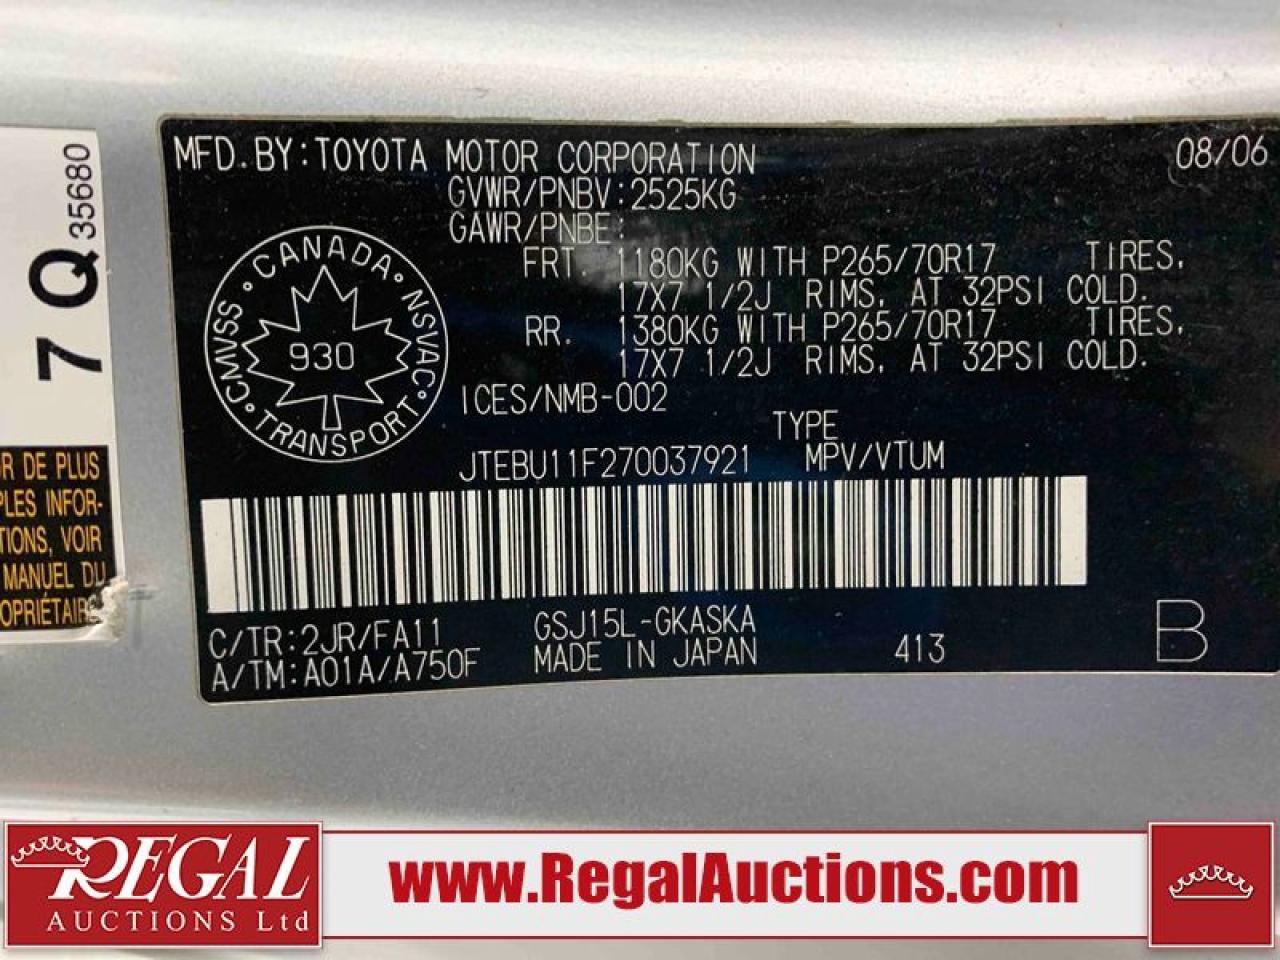 MFD.BY:TOYOTA MOTOR CORPORATION 08/06
GVWR/PNBV:2525KG
GAWR/PNBE:
FRT. 1180KG WITH P265/70R17 TIRES,
17X7 1/2J RIMS, AT 32PSI COLD.
RR. 1380KG WITH P265/70R17 TIRES,
17X7 1/2J RIMS, AT 32PSI COLD.
ICES/NMB-002
CANADA
CMVSS NSVAC
930
TRANSPORT
TYPE
JTEBU11F270037921 MPV/VTUM
C/TR:2JR/FA11 GSJ15L-GKASKA
A/TM:A01A/A750F MADE IN JAPAN 413 B
7 Q 35680
R DE PLUS
PLES INFOR-
TIONS, VOIR
MANUEL DU
OPRIÉTAIR
REGAL
AUCTIONS Ltd
www.RegalAuctions.com